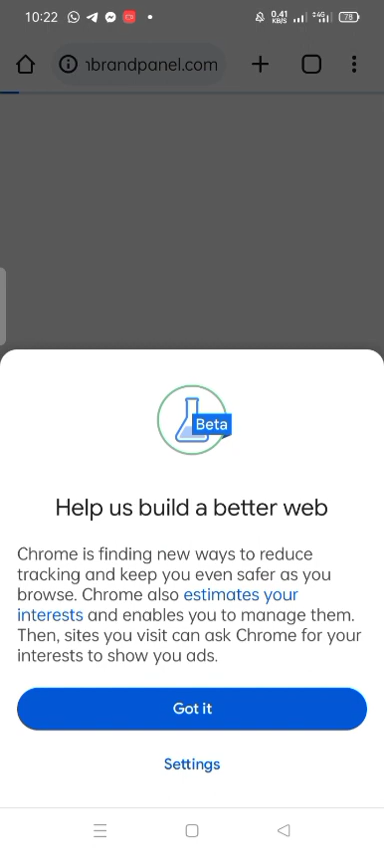 10:22 0.41 KB/S 4G 78
ıbrandpanel.com
Beta
Help us build a better web
Chrome is finding new ways to reduce
tracking and keep you even safer as you
browse. Chrome also estimates your
interests and enables you to manage them.
Then, sites you visit can ask Chrome for your
interests to show you ads.
Got it
Settings